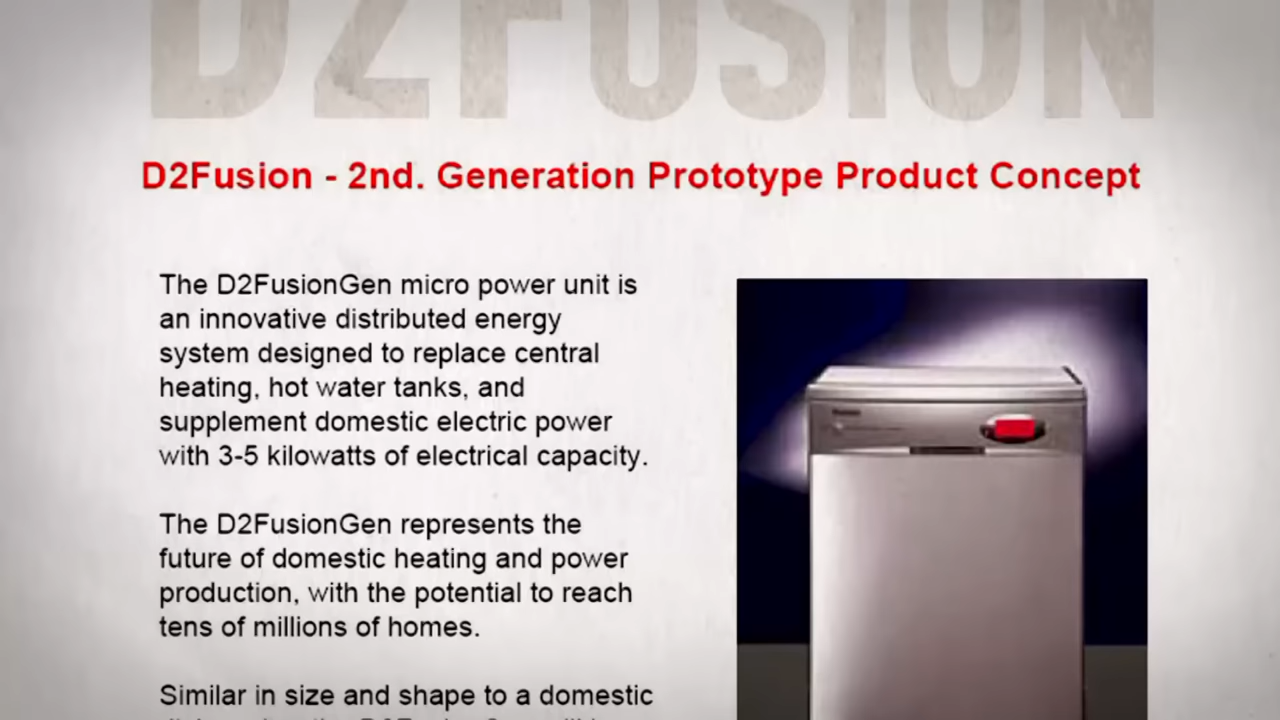 D2FUSION
D2Fusion - 2nd. Generation Prototype Product Concept
The D2FusionGen micro power unit is
an innovative distributed energy
system designed to replace central
heating, hot water tanks, and
supplement domestic electric power
with 3-5 kilowatts of electrical capacity.
The D2FusionGen represents the
future of domestic heating and power
production, with the potential to reach
tens of millions of homes.
Similar in size and shape to a domestic